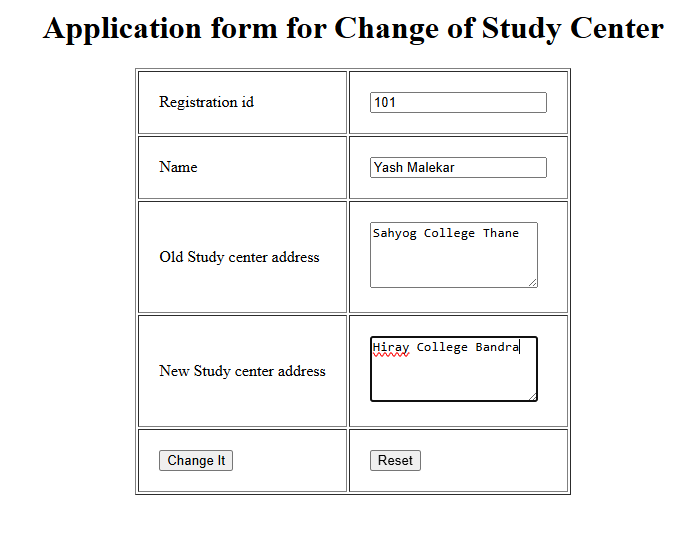 Application form for Change of Study Center
Registration id 101
Name Yash Malekar
Old Study center address Sahyog College Thane
New Study center address Hiray College Bandra
Change It Reset